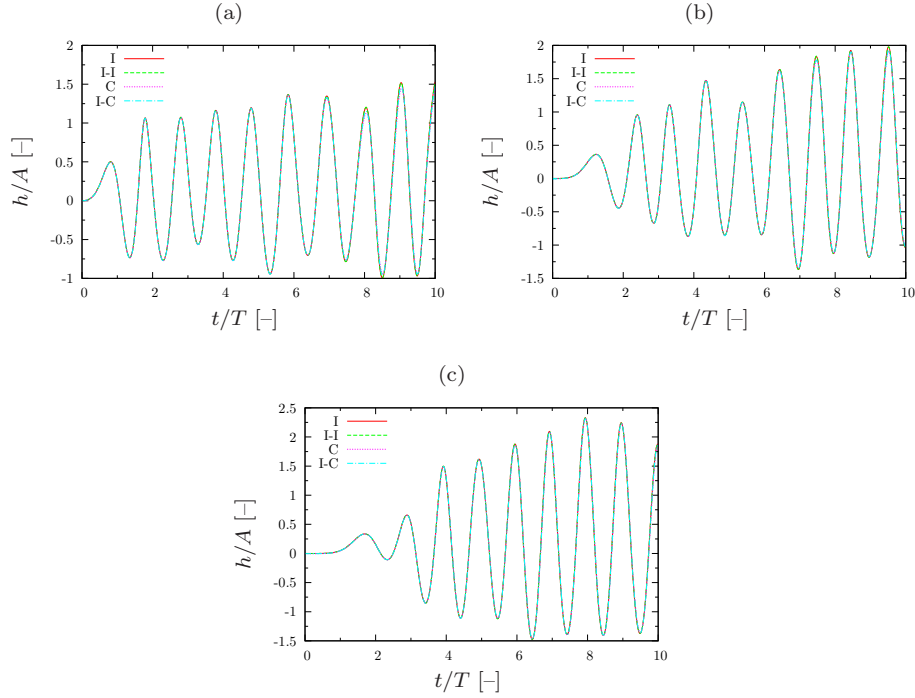 (a)
2
1.5
1
0.5
0
-0.5
-1
0 2 4 6 8 10
h/A [–]
t/T [–]
I
I-I
C
I-C
(b)
2
1.5
1
0.5
0
-0.5
-1
-1.5
0 2 4 6 8 10
h/A [–]
t/T [–]
I
I-I
C
I-C
(c)
2.5
2
1.5
1
0.5
0
-0.5
-1
-1.5
0 2 4 6 8 10
h/A [–]
t/T [–]
I
I-I
C
I-C